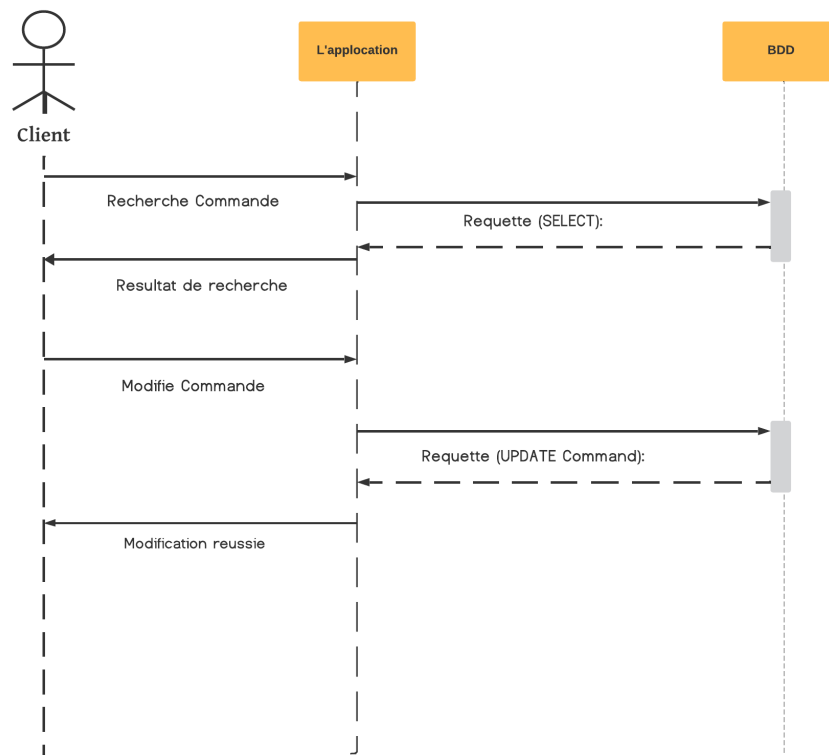 L'applocation
BDD
Client
Recherche Commande
Requette (SELECT):
Resultat de recherche
Modifie Commande
Requette (UPDATE Command):
Modification reussie